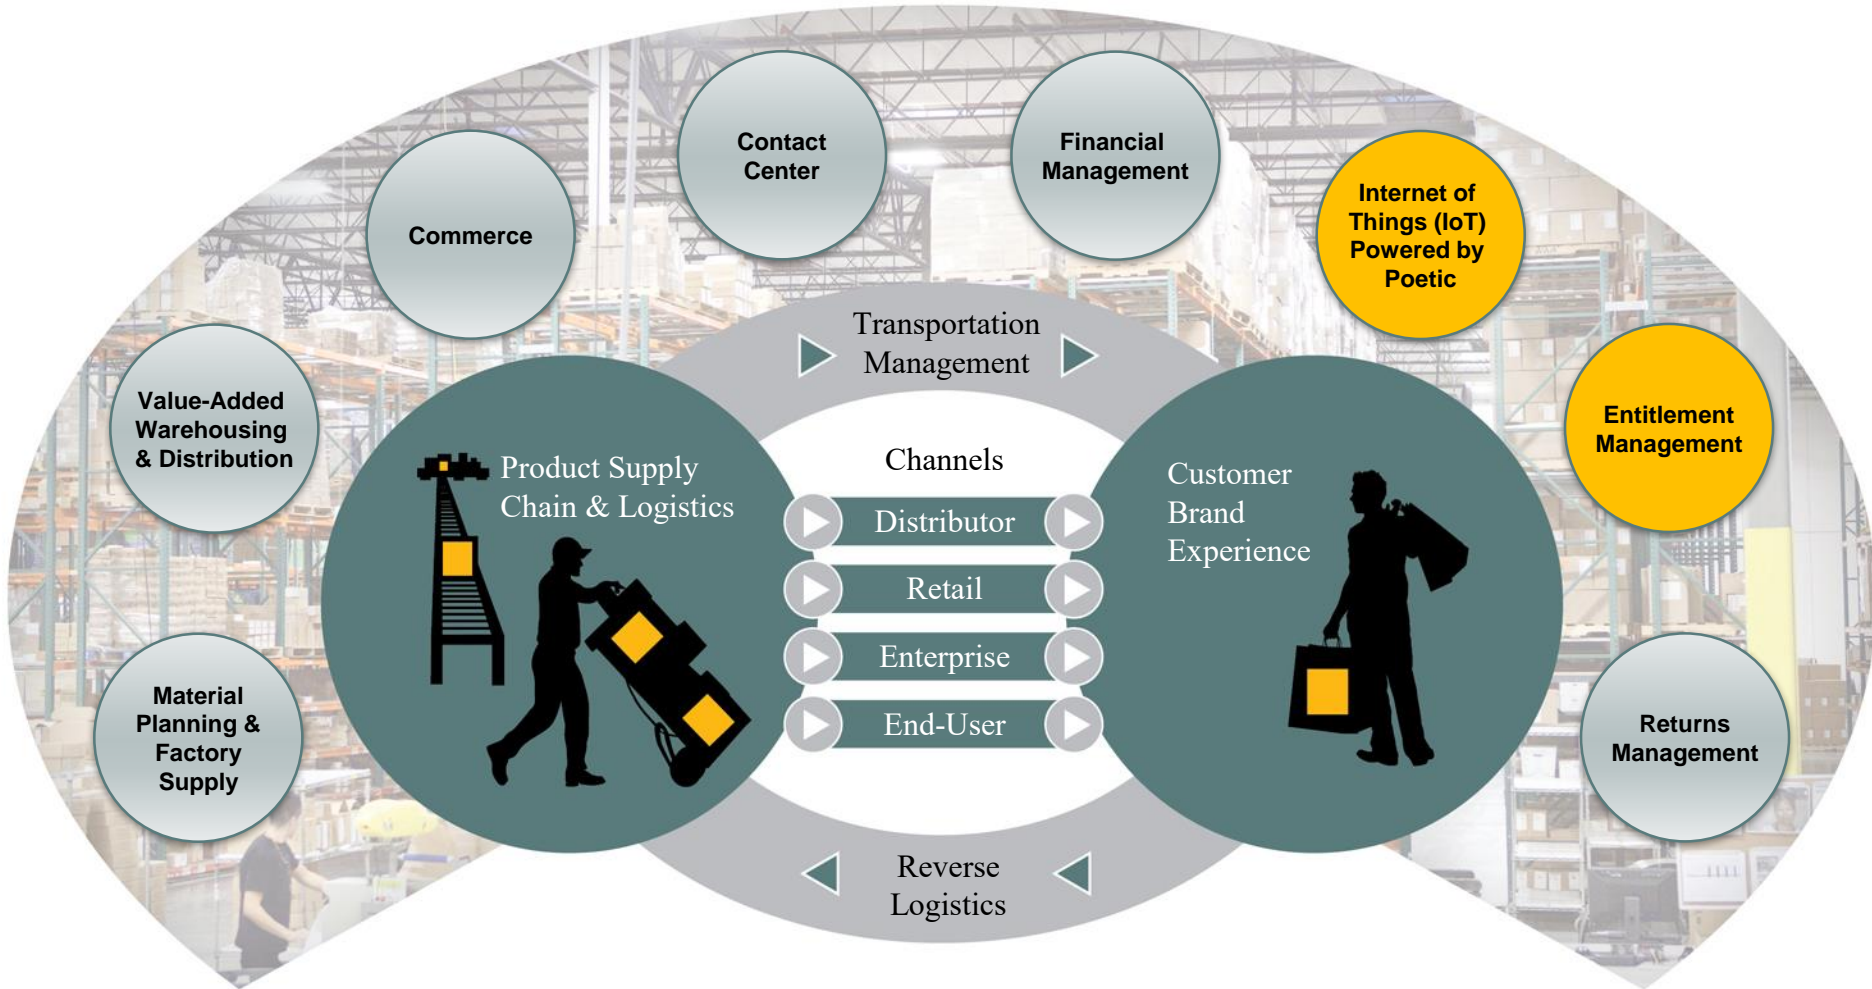 Contact
Center
Financial
Management
Commerce
Internet of
Things (IoT)
Powered by
Poetic
Value-Added
Warehousing
& Distribution
Entitlement
Management
Material
Planning &
Factory
Supply
Returns
Management
Transportation
Management
Product Supply
Chain & Logistics
Channels
Distributor
Retail
Enterprise
End-User
Customer
Brand
Experience
Reverse
Logistics